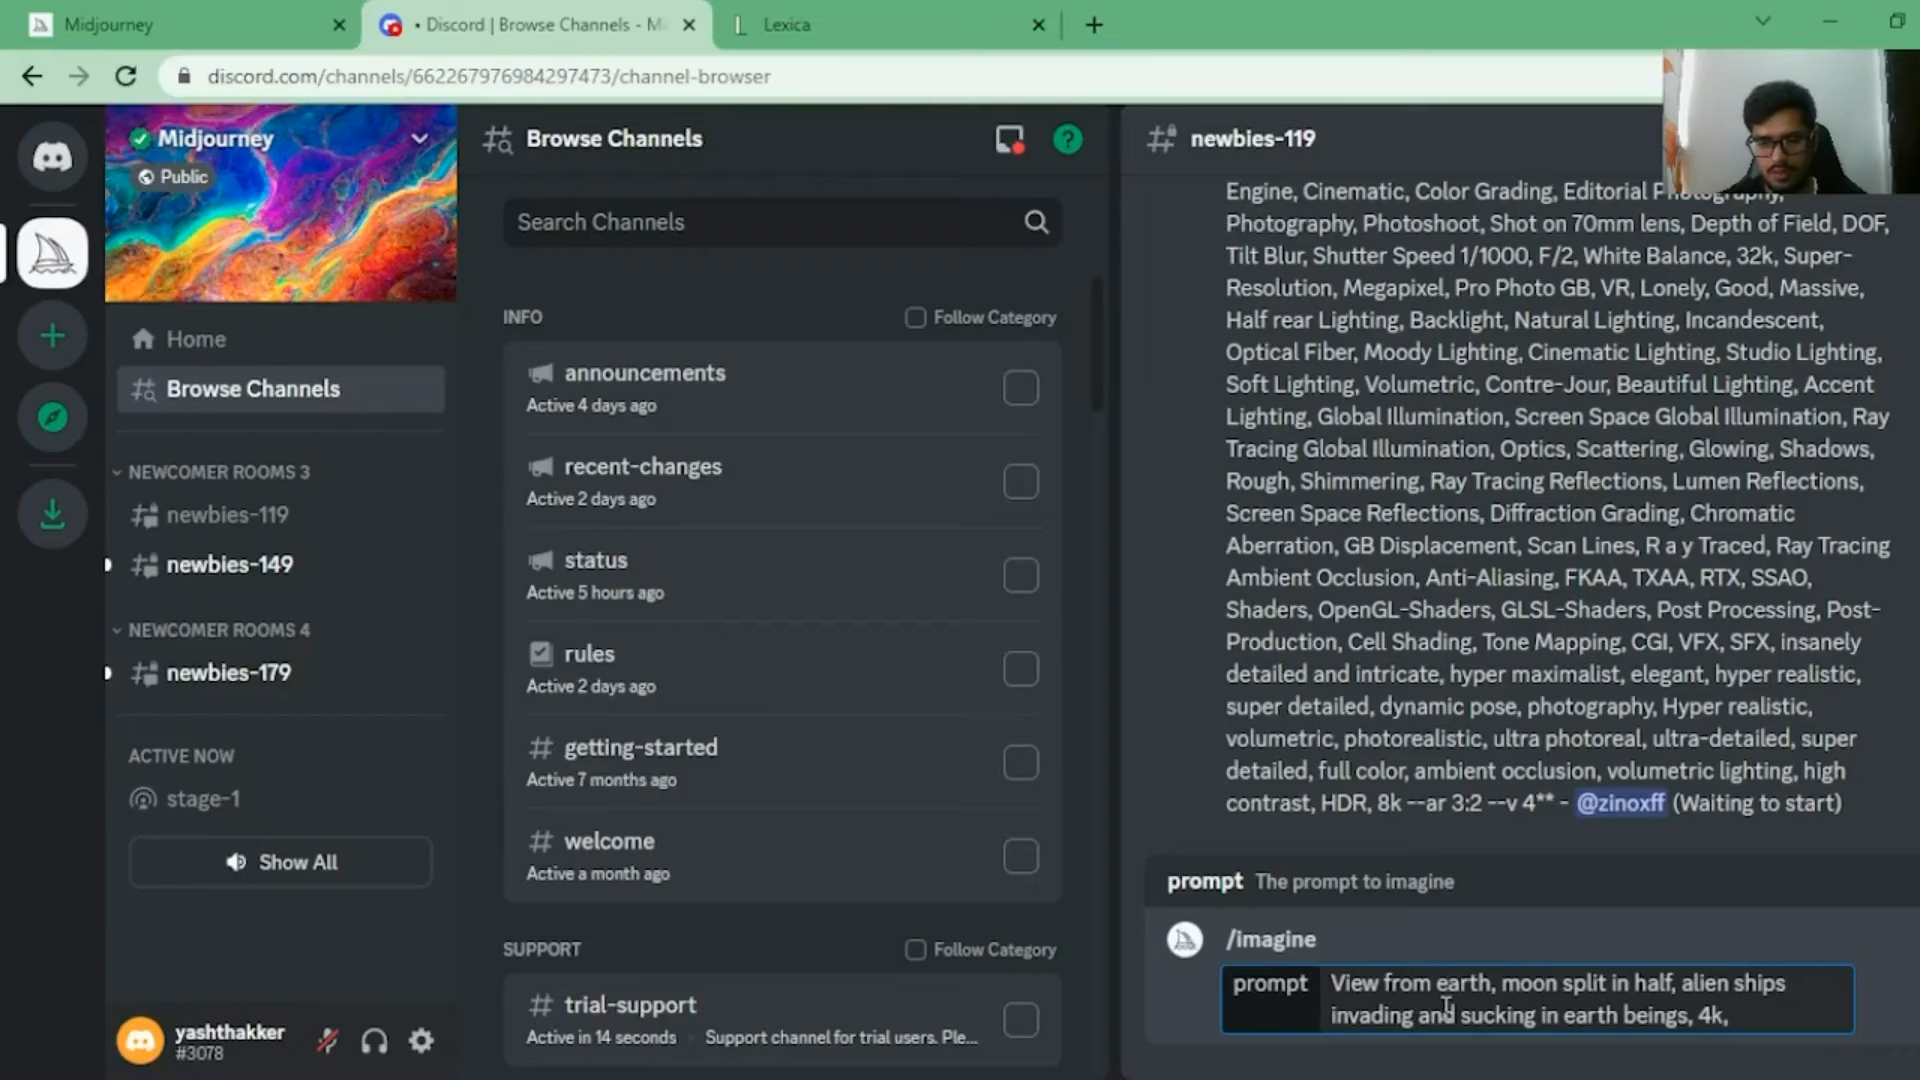 Midjourney
• Discord | Browse Channels - M
Lexica
discord.com/channels/662267976984297473/channel-browser
Midjourney
Public
Home
Browse Channels
NEWCOMER ROOMS 3
newbies-119
newbies-149
NEWCOMER ROOMS 4
newbies-179
ACTIVE NOW
stage-1
Show All
yashthakker
#3078
Browse Channels
Search Channels
INFO
Follow Category
announcements
Active 4 days ago
recent-changes
Active 2 days ago
status
Active 5 hours ago
rules
Active 2 days ago
getting-started
Active 7 months ago
welcome
Active a month ago
SUPPORT
Follow Category
trial-support
Active in 14 seconds Support channel for trial users. Ple...
newbies-119
Engine, Cinematic, Color Grading, Editorial Photography,
Photography, Photoshoot, Shot on 70mm lens, Depth of Field, DOF,
Tilt Blur, Shutter Speed 1/1000, F/2, White Balance, 32k, Super-
Resolution, Megapixel, Pro Photo GB, VR, Lonely, Good, Massive,
Half rear Lighting, Backlight, Natural Lighting, Incandescent,
Optical Fiber, Moody Lighting, Cinematic Lighting, Studio Lighting,
Soft Lighting, Volumetric, Contre-Jour, Beautiful Lighting, Accent
Lighting, Global Illumination, Screen Space Global Illumination, Ray
Tracing Global Illumination, Optics, Scattering, Glowing, Shadows,
Rough, Shimmering, Ray Tracing Reflections, Lumen Reflections,
Screen Space Reflections, Diffraction Grading, Chromatic
Aberration, GB Displacement, Scan Lines, R a y Traced, Ray Tracing
Ambient Occlusion, Anti-Aliasing, FKAA, TXAA, RTX, SSAO,
Shaders, OpenGL-Shaders, GLSL-Shaders, Post Processing, Post-
Production, Cell Shading, Tone Mapping, CGI, VFX, SFX, insanely
detailed and intricate, hyper maximalist, elegant, hyper realistic,
super detailed, dynamic pose, photography, Hyper realistic,
volumetric, photorealistic, ultra photoreal, ultra-detailed, super
detailed, full color, ambient occlusion, volumetric lighting, high
contrast, HDR, 8k --ar 3:2 --v 4** - @zinoxff (Waiting to start)
prompt The prompt to imagine
/imagine
prompt View from earth, moon split in half, alien ships
invading and sucking in earth beings, 4k,